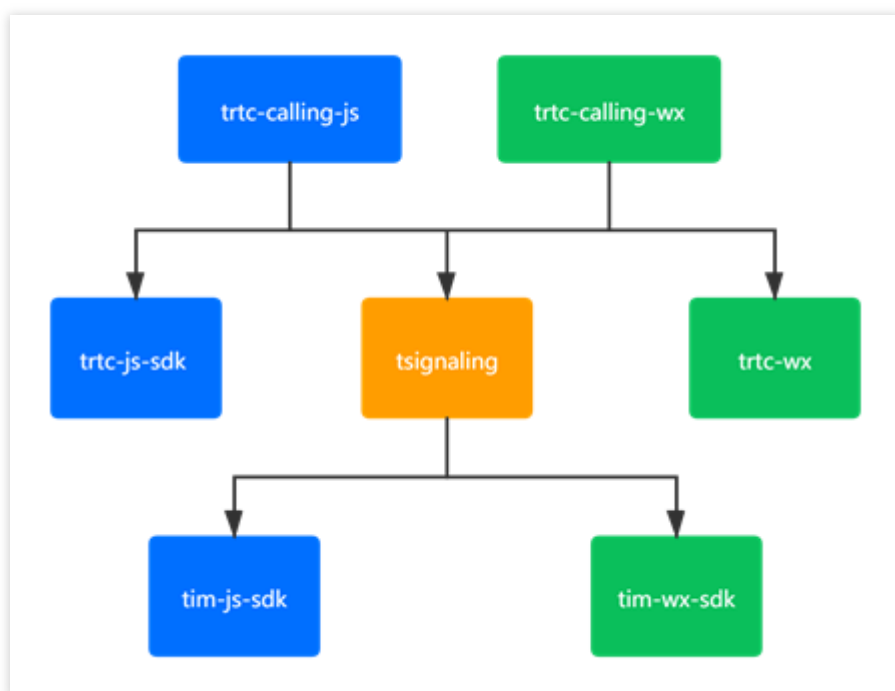 trtc-calling-js
trtc-calling-wx
trtc-js-sdk
tsignaling
trtc-wx
tim-js-sdk
tim-wx-sdk